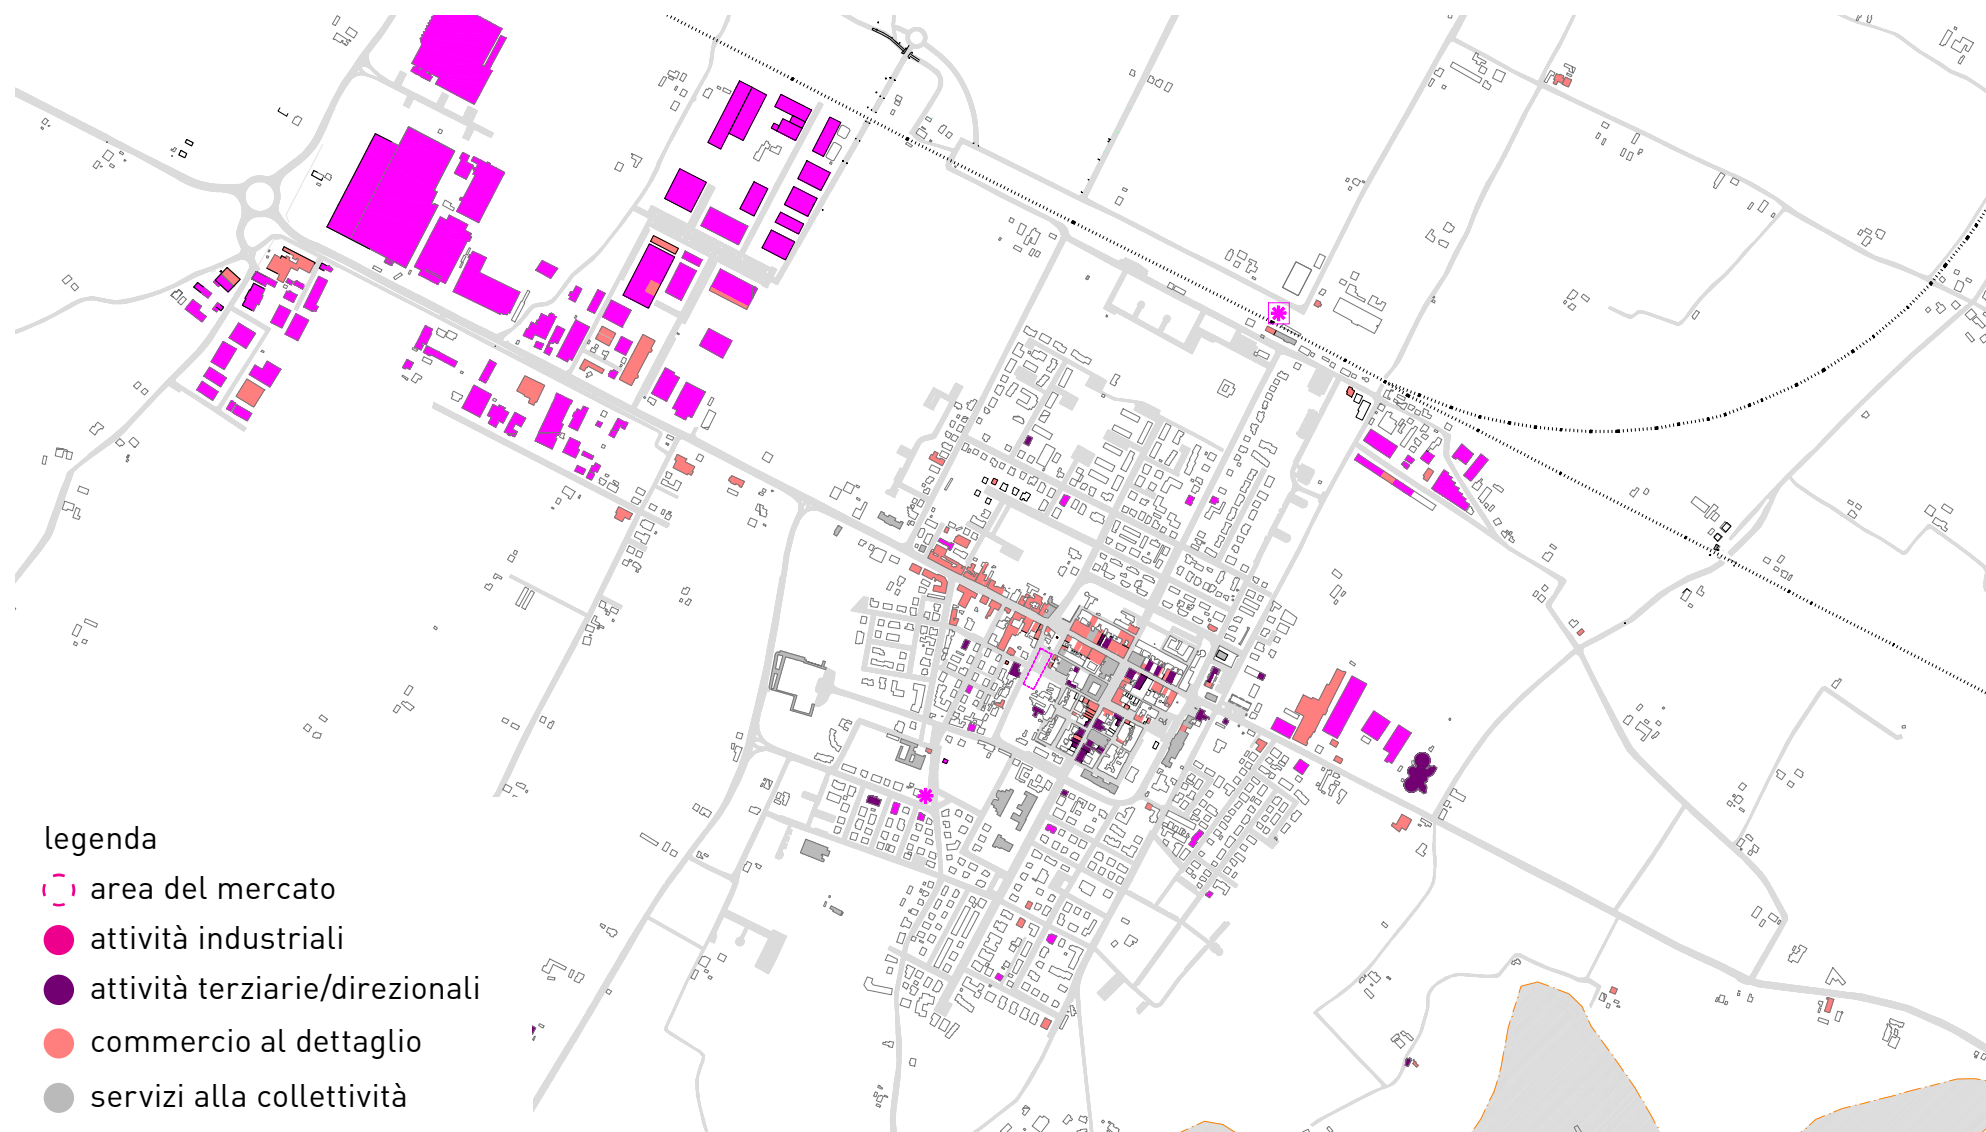 legenda
area del mercato
attività industriali
attività terziarie/direzionali
commercio al dettaglio
servizi alla collettività